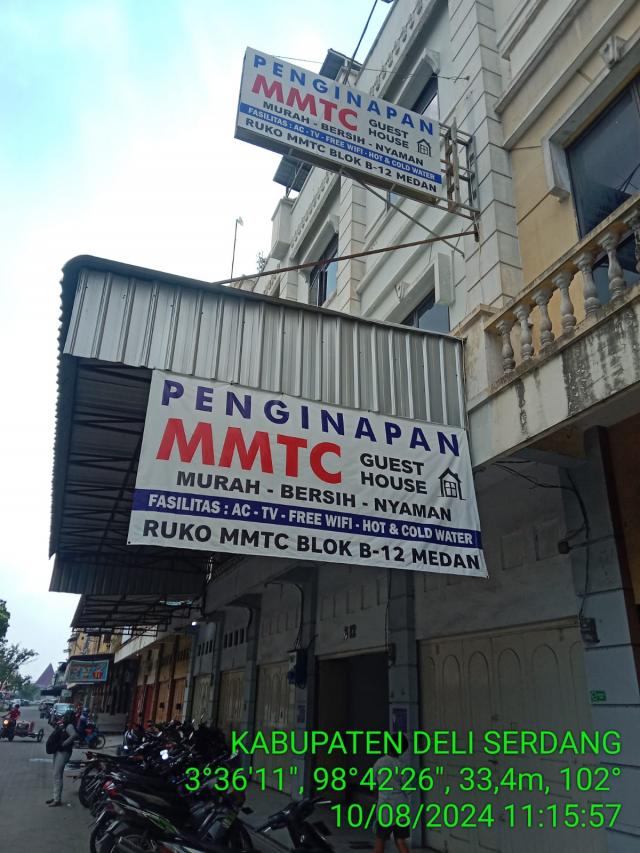 PENGINAPAN
MMTC GUEST HOUSE
MURAH - BERSIH - NYAMAN
FASILITAS : AC - TV - FREE WIFI - HOT & COLD WATER
RUKO MMTC BLOK B-12 MEDAN
PENGINAPAN
MMTC GUEST HOUSE
MURAH - BERSIH - NYAMAN
FASILITAS : AC - TV - FREE WIFI - HOT & COLD WATER
RUKO MMTC BLOK B-12 MEDAN
KABUPATEN DELI SERDANG
3°36'11", 98°42'26", 33,4m, 102°
10/08/2024 11:15:57